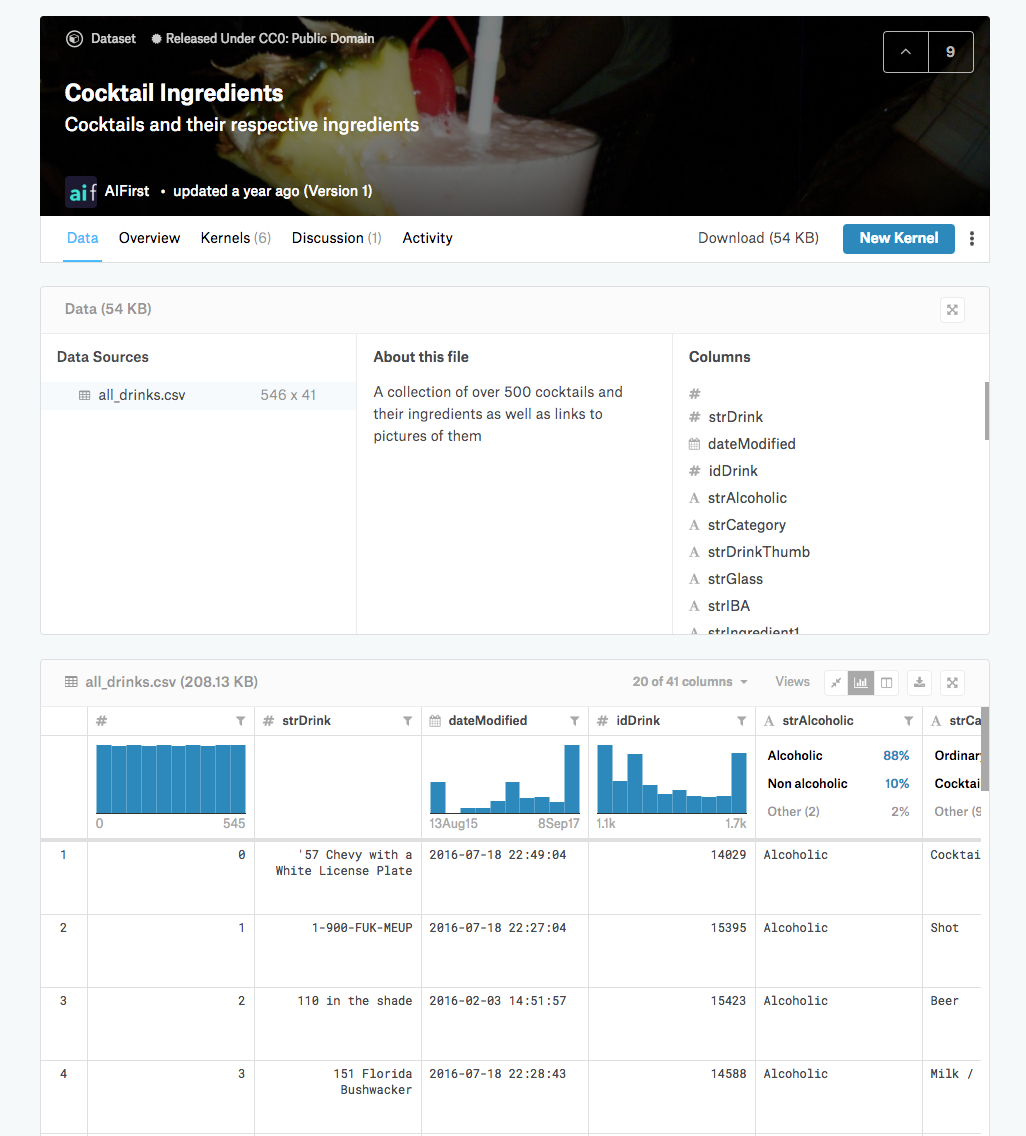 Dataset Released Under CC0: Public Domain
9
Cocktail Ingredients
Cocktails and their respective ingredients
aif AIFirst • updated a year ago (Version 1)
Data Overview Kernels (6) Discussion (1) Activity Download (54 KB) New Kernel
Data (54 KB)
Data Sources
all_drinks.csv 546 x 41
About this file
A collection of over 500 cocktails and
their ingredients as well as links to
pictures of them
Columns
#
# strDrink
dateModified
# idDrink
A strAlcoholic
A strCategory
A strDrinkThumb
A strGlass
A strIBA
A strIngredient1
all_drinks.csv (208.13 KB) 20 of 41 columns Views
# # strDrink dateModified # idDrink A strAlcoholic A strCa
Alcoholic 88% Ordinar
Non alcoholic 10% Cocktai
Other (2) 2% Other (9
0 545 13Aug15 8Sep17 1.1k 1.7k
1 0 '57 Chevy with a 2016-07-18 22:49:04 14029 Alcoholic Cocktai
White License Plate
2 1 1-900-FUK-MEUP 2016-07-18 22:27:04 15395 Alcoholic Shot
3 2 110 in the shade 2016-02-03 14:51:57 15423 Alcoholic Beer
4 3 151 Florida 2016-07-18 22:28:43 14588 Alcoholic Milk /
Bushwacker